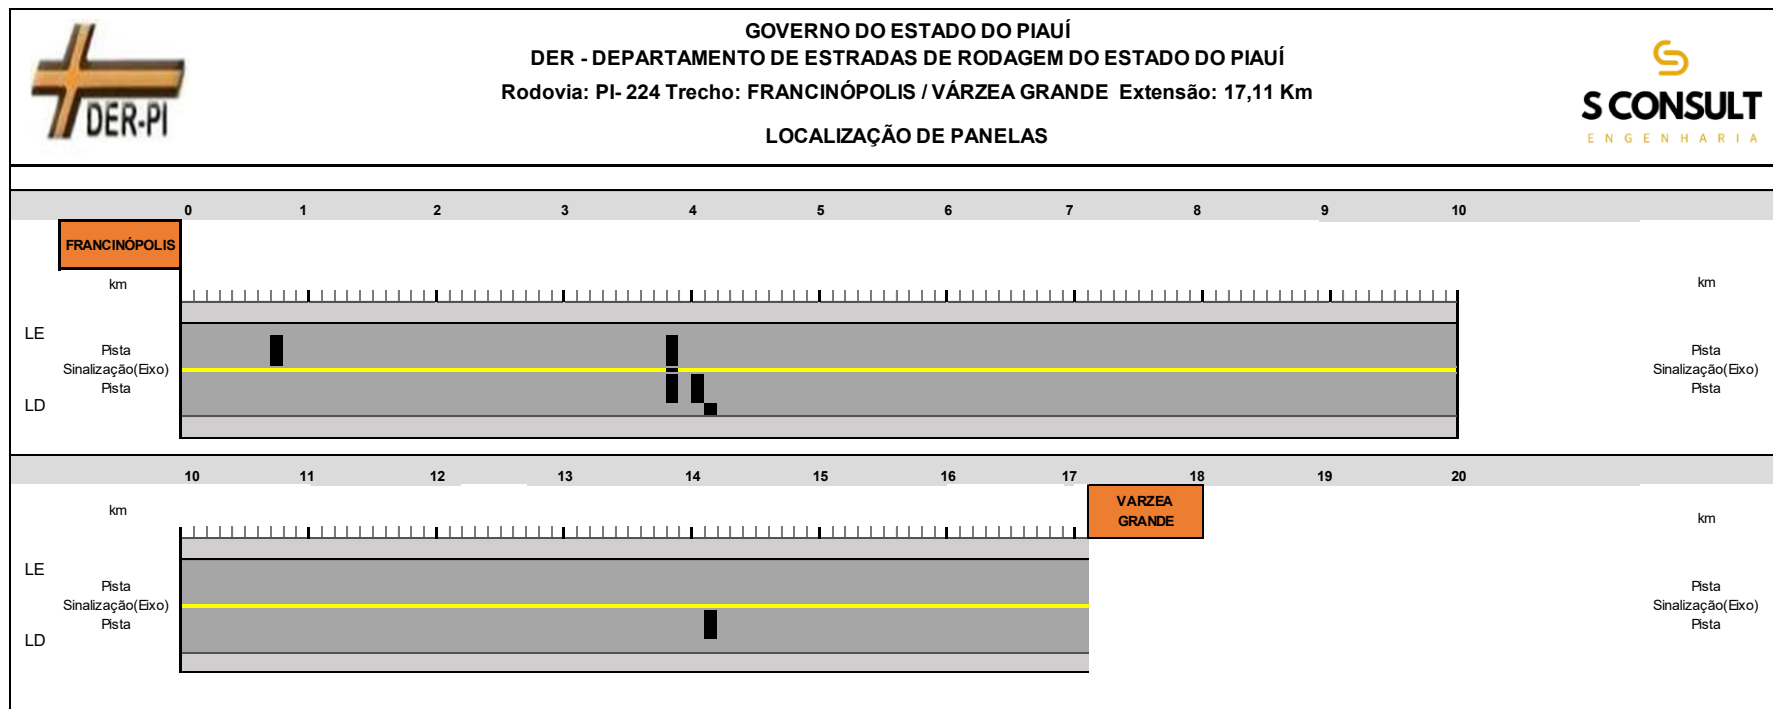 GOVERNO DO ESTADO DO PIAUÍ
DER - DEPARTAMENTO DE ESTRADAS DE RODAGEM DO ESTADO DO PIAUÍ
Rodovia: PI- 224 Trecho: FRANCINÓPOLIS / VÁRZEA GRANDE Extensão: 17,11 Km
LOCALIZAÇÃO DE PANELAS
DER-PI
S CONSULT
ENGENHARIA
0 1 2 3 4 5 6 7 8 9 10
FRANCINÓPOLIS
km km
LE
Pista Pista
Sinalização(Eixo) Sinalização(Eixo)
Pista Pista
LD
10 11 12 13 14 15 16 17 18 19 20
VARZEA
GRANDE
km km
LE
Pista Pista
Sinalização(Eixo) Sinalização(Eixo)
Pista Pista
LD